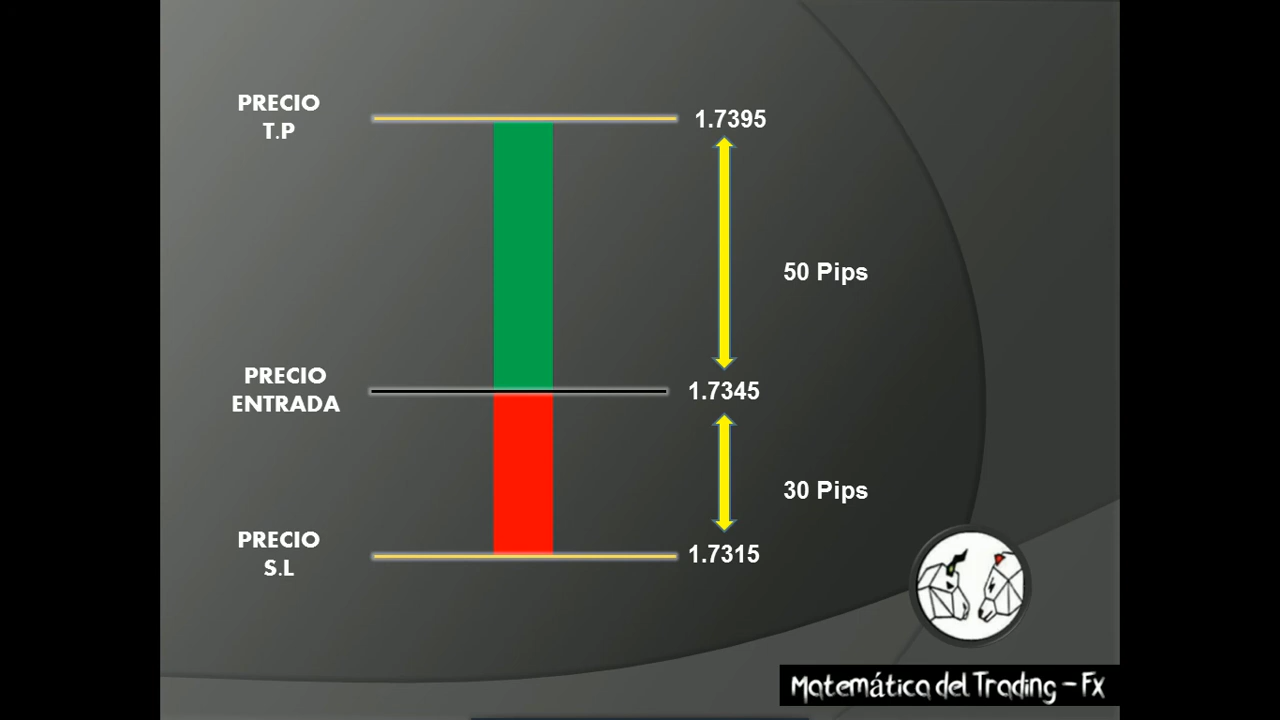 PRECIO
T.P
1.7395
50 Pips
PRECIO
ENTRADA
1.7345
30 Pips
PRECIO
S.L
1.7315
Matemática del Trading - Fx